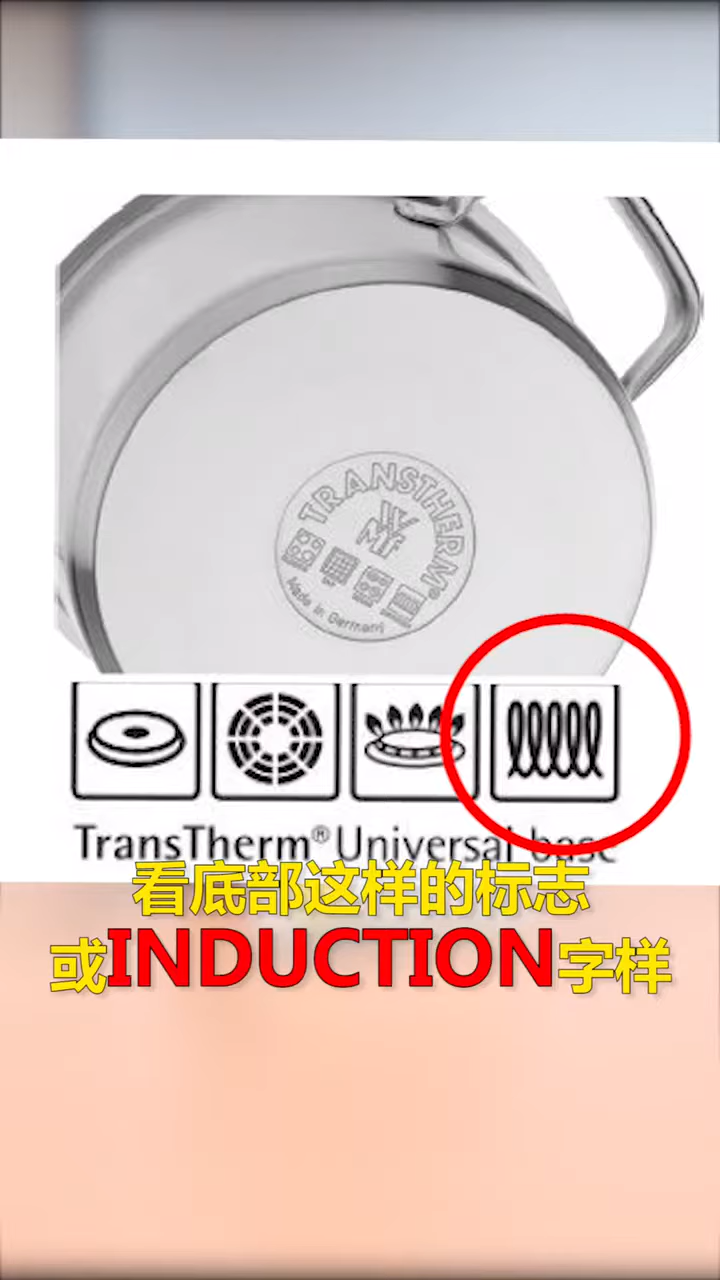 TRANSTHERM®
WMF
Made in Germany
TransTherm® Universal base
看底部这样的标志
或INDUCTION字样